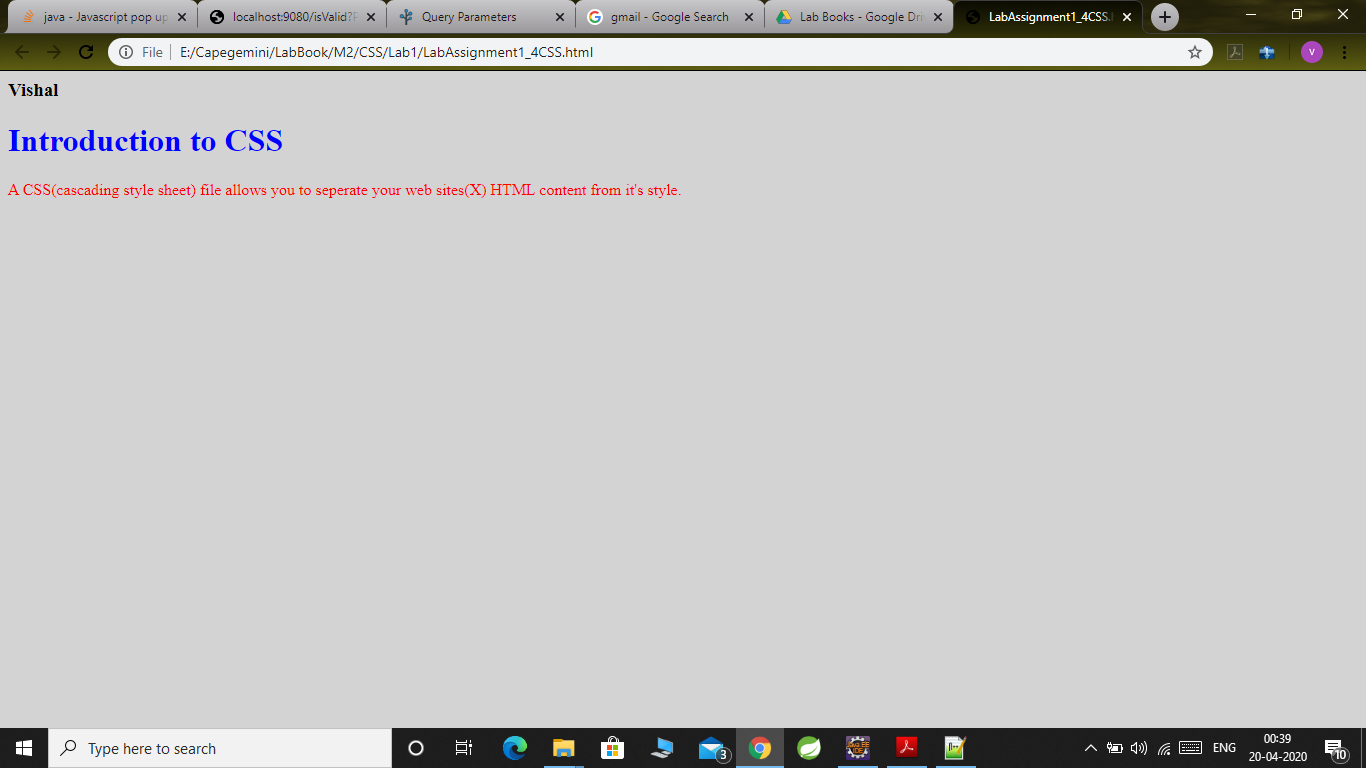 java - Javascript pop up
localhost:9080/isValid?
Query Parameters
gmail - Google Search
Lab Books - Google Dri
LabAssignment1_4CSS.
File
E:/Capegemini/LabBook/M2/CSS/Lab1/LabAssignment1_4CSS.html
V
Vishal
Introduction to CSS
A CSS(cascading style sheet) file allows you to seperate your web sites(X) HTML content from it's style.
Type here to search
3
ENG
00:39
20-04-2020
10